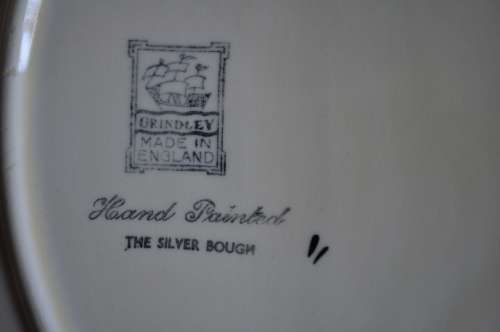 GRINDLEY
MADE IN
ENGLAND
Hand Painted
THE SILVER BOUGH